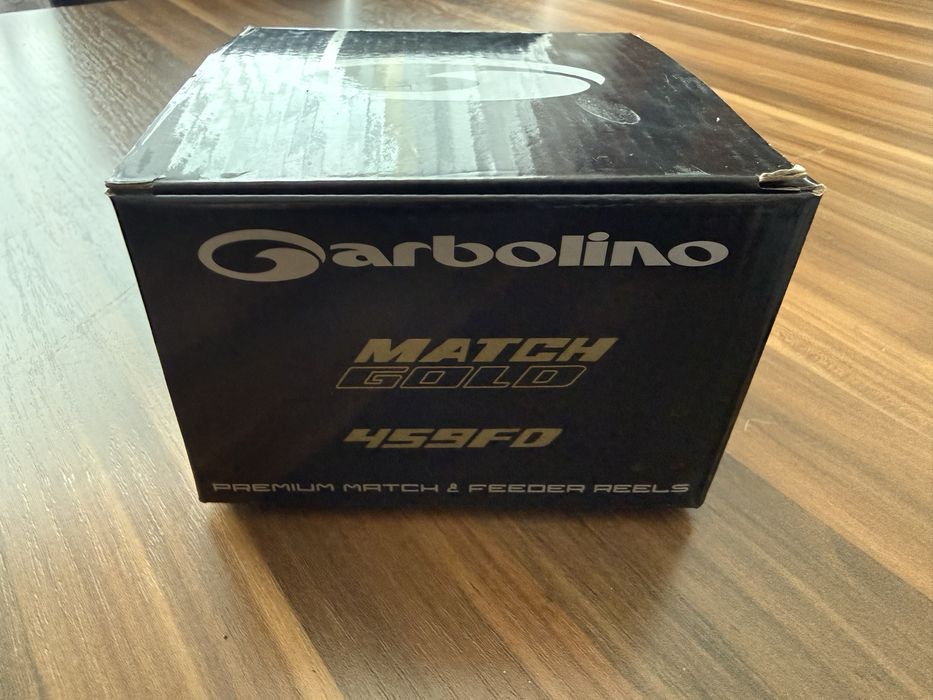 Garbolino
MATCH
GOLD
459FD
PREMIUM MATCH & FEEDER REELS